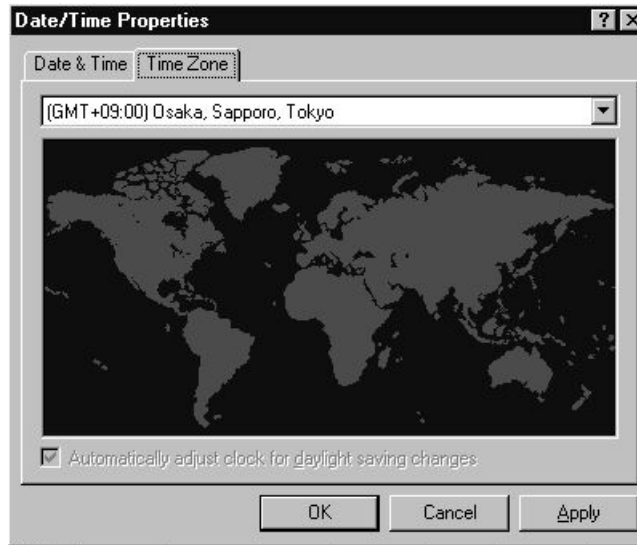 Date/Time Properties
Date & Time
Time Zone
(GMT+09:00) Osaka, Sapporo, Tokyo
Automatically adjust clock for daylight saving changes
OK
Cancel
Apply